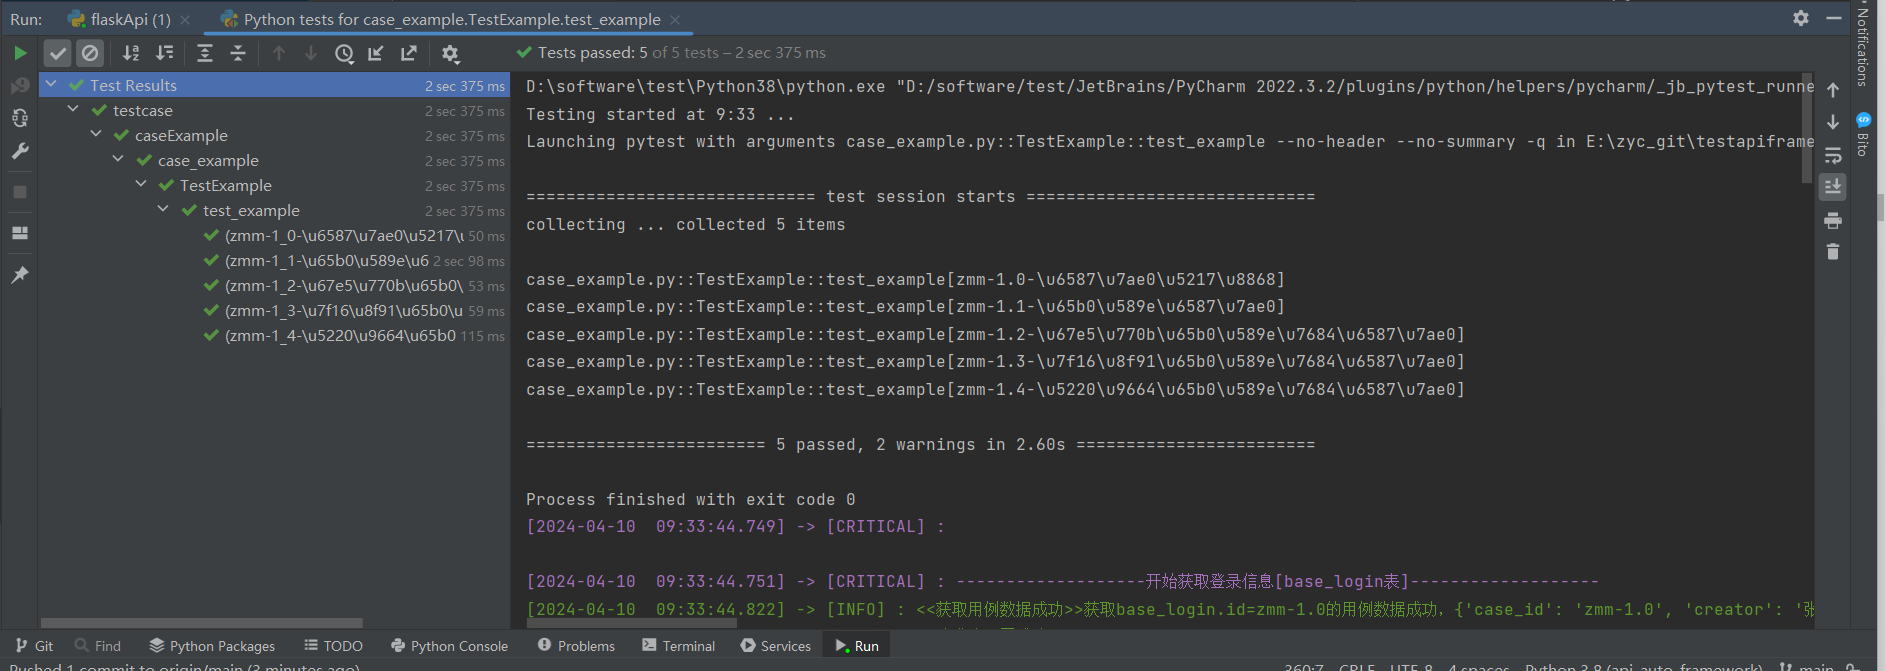 Run: flaskApi (1) Python tests for case_example.TestExample.test_example
Tests passed: 5 of 5 tests – 2 sec 375 ms
Test Results 2 sec 375 ms
testcase 2 sec 375 ms
caseExample 2 sec 375 ms
case_example 2 sec 375 ms
TestExample 2 sec 375 ms
test_example 2 sec 375 ms
(zmm-1_0-\u6587\u7ae0\u5217\u 50 ms
(zmm-1_1-\u65b0\u589e\u6 2 sec 98 ms
(zmm-1_2-\u67e5\u770b\u65b0\ 53 ms
(zmm-1_3-\u7f16\u8f91\u65b0\u 59 ms
(zmm-1_4-\u5220\u9664\u65b0 115 ms
D:\software\test\Python38\python.exe "D:/software/test/JetBrains/PyCharm 2022.3.2/plugins/python/helpers/pycharm/_jb_pytest_runne
Testing started at 9:33 ...
Launching pytest with arguments case_example.py::TestExample::test_example --no-header --no-summary -q in E:\zyc_git\testapiframe
============================= test session starts =============================
collecting ... collected 5 items
case_example.py::TestExample::test_example[zmm-1.0-\u6587\u7ae0\u5217\u8868]
case_example.py::TestExample::test_example[zmm-1.1-\u65b0\u589e\u6587\u7ae0]
case_example.py::TestExample::test_example[zmm-1.2-\u67e5\u770b\u65b0\u589e\u7684\u6587\u7ae0]
case_example.py::TestExample::test_example[zmm-1.3-\u7f16\u8f91\u65b0\u589e\u7684\u6587\u7ae0]
case_example.py::TestExample::test_example[zmm-1.4-\u5220\u9664\u65b0\u589e\u7684\u6587\u7ae0]
======================== 5 passed, 2 warnings in 2.60s ========================
Process finished with exit code 0
[2024-04-10  09:33:44.749] -> [CRITICAL] :
[2024-04-10  09:33:44.751] -> [CRITICAL] : -------------------开始获取登录信息[base_login表]-------------------
[2024-04-10  09:33:44.822] -> [INFO] : <<获取用例数据成功>>获取base_login.id=zmm-1.0的用例数据成功，{'case_id': 'zmm-1.0', 'creator': '张
Notifications
Bito
Git Find Python Packages TODO Python Console Problems Terminal Services Run
Pushed 1 commit to origin/main (3 minutes ago) 360:7 CRLF UTF-8 4 spaces Python 3.8 (api_auto_framework) main